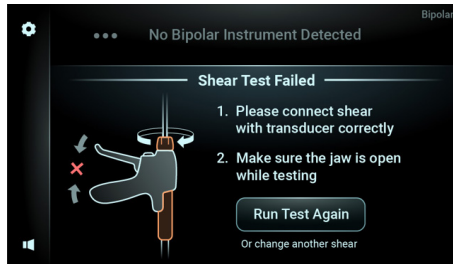 Bipolar
No Bipolar Instrument Detected
Shear Test Failed
1. Please connect shear
with transducer correctly
2. Make sure the jaw is open
while testing
Run Test Again
Or change another shear